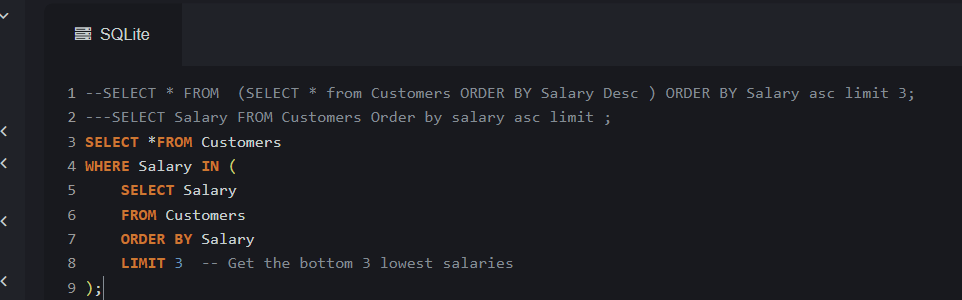 SQLite
1 --SELECT * FROM  (SELECT * from Customers ORDER BY Salary Desc ) ORDER BY Salary asc limit 3;
2 ---SELECT Salary FROM Customers Order by salary asc limit ;
3 SELECT *FROM Customers
4 WHERE Salary IN (
5     SELECT Salary
6     FROM Customers
7     ORDER BY Salary
8     LIMIT 3  -- Get the bottom 3 lowest salaries
9 );